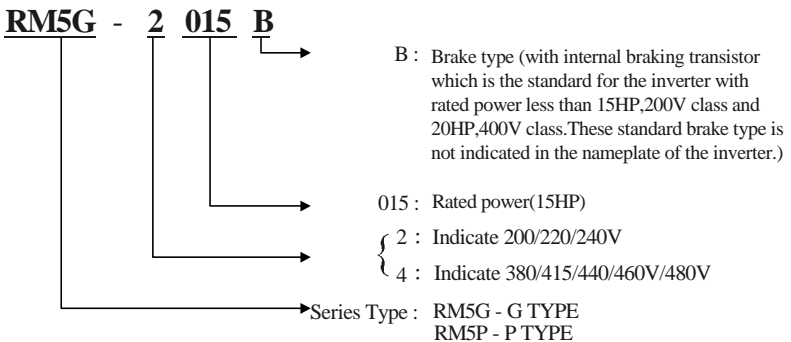 RM5G - 2 015 B
B : Brake type (with internal braking transistor
which is the standard for the inverter with
rated power less than 15HP,200V class and
20HP,400V class.These standard brake type is
not indicated in the nameplate of the inverter.)
015 : Rated power(15HP)
2 : Indicate 200/220/240V
4 : Indicate 380/415/440/460V/480V
Series Type : RM5G - G TYPE
RM5P - P TYPE